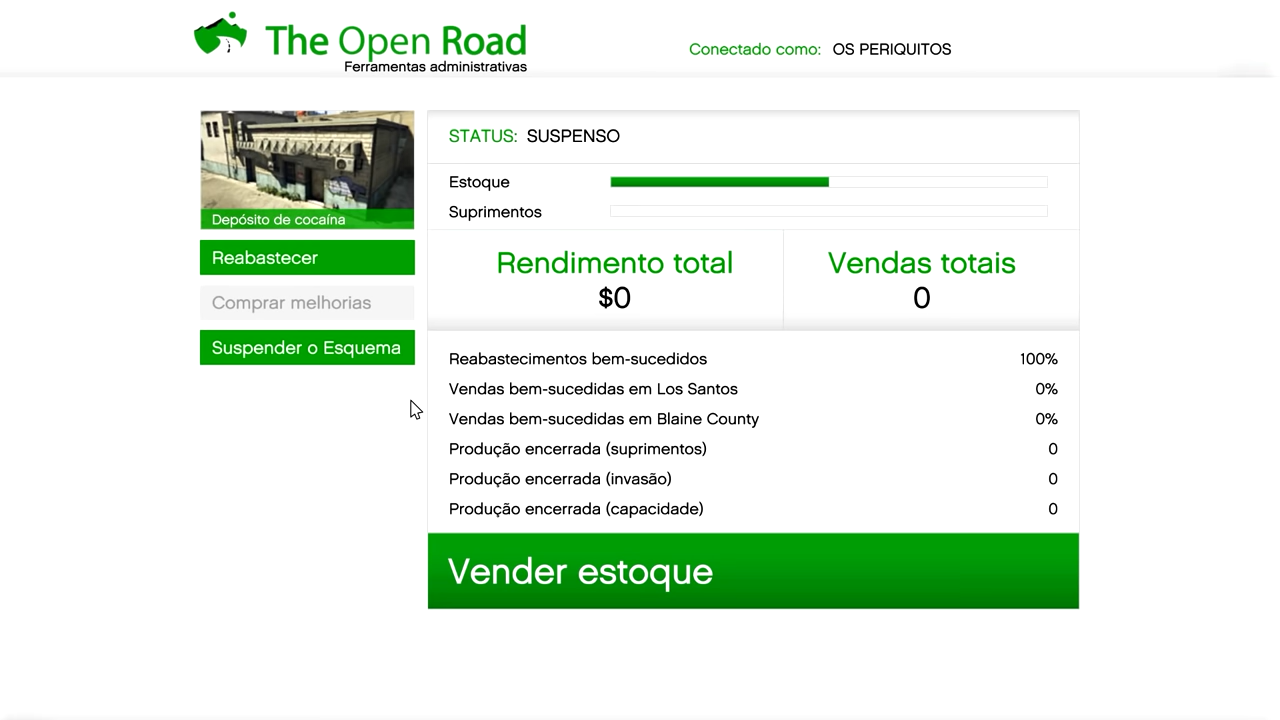 The Open Road
Ferramentas administrativas
Conectado como: OS PERIQUITOS
Depósito de cocaína
Reabastecer
Comprar melhorias
Suspender o Esquema
STATUS: SUSPENSO
Estoque
Suprimentos
Rendimento total
$0
Vendas totais
0
Reabastecimentos bem-sucedidos 100%
Vendas bem-sucedidas em Los Santos 0%
Vendas bem-sucedidas em Blaine County 0%
Produção encerrada (suprimentos) 0
Produção encerrada (invasão) 0
Produção encerrada (capacidade) 0
Vender estoque